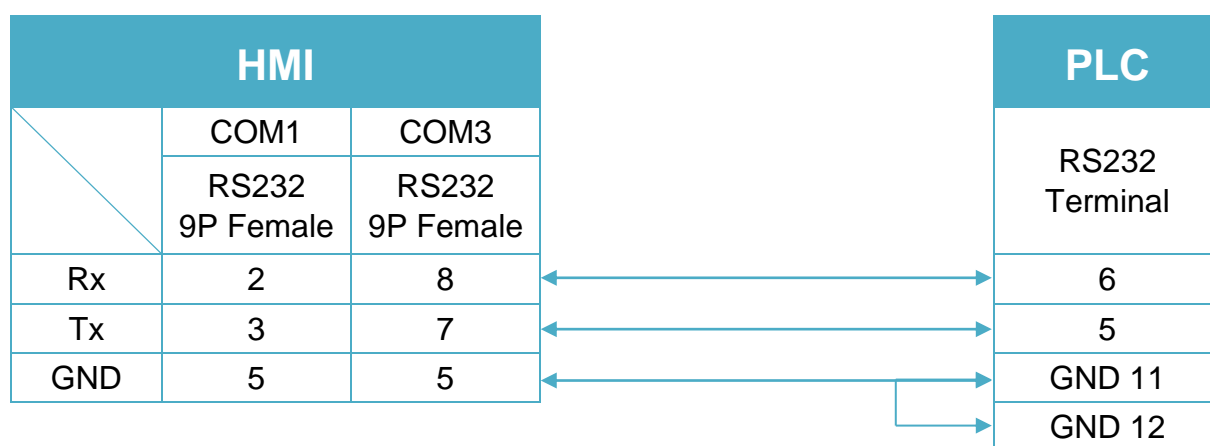 HMI
PLC
COM1 COM3
RS232
9P Female
RS232
9P Female
RS232
Terminal
Rx 2 8 6
Tx 3 7 5
GND 5 5 GND 11
GND 12